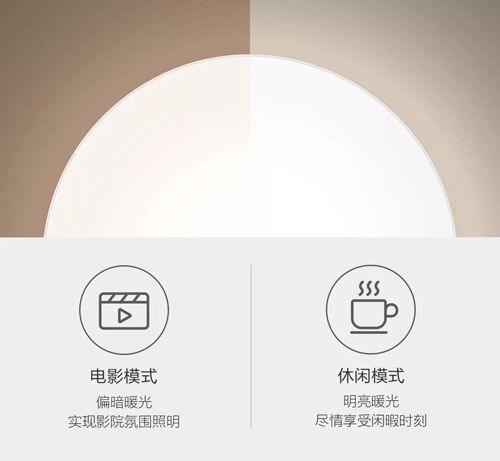 电影模式
偏暗暖光
实现影院氛围照明
休闲模式
明亮暖光
尽情享受闲暇时刻